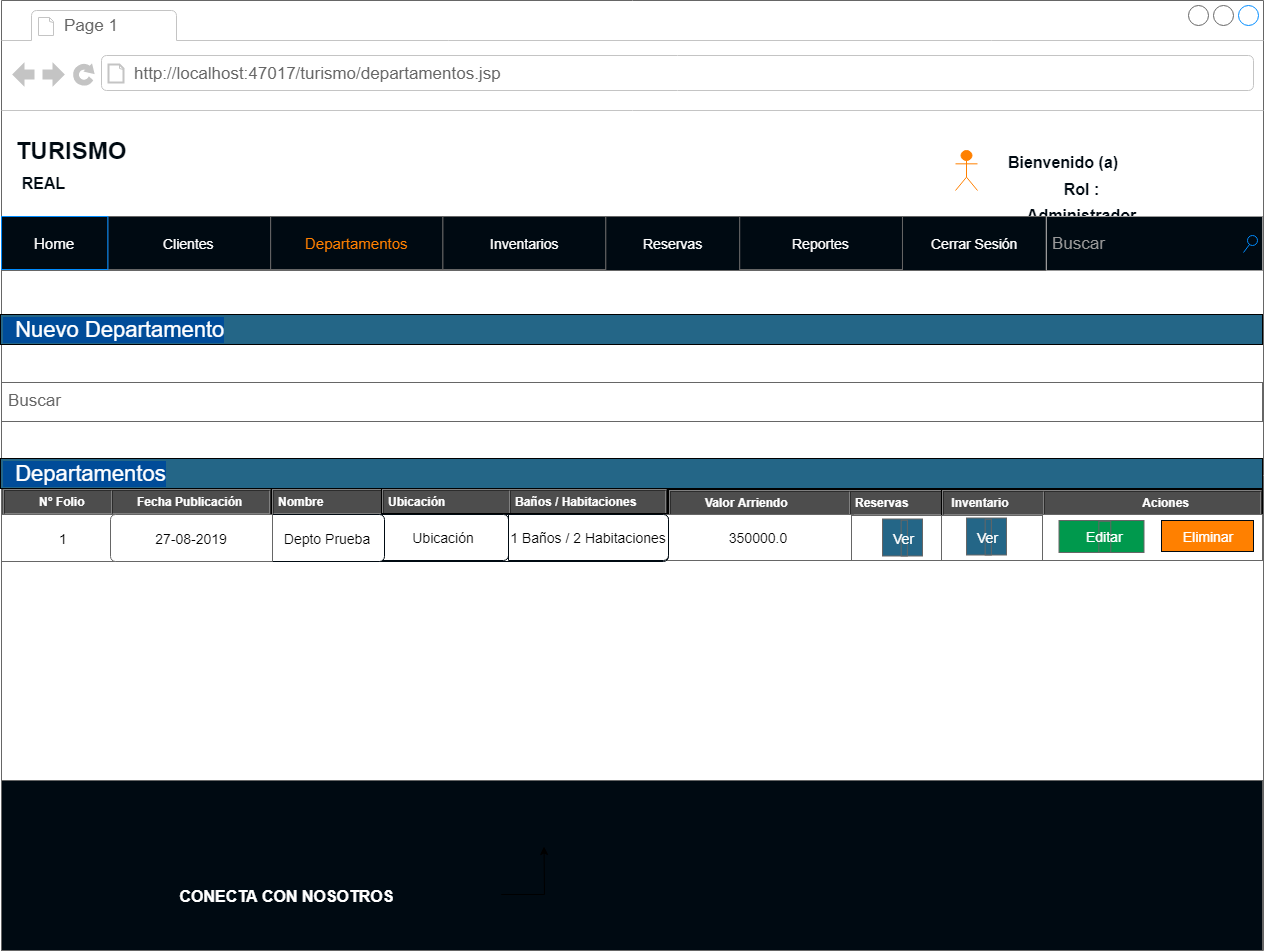 Page 1
http://localhost:47017/turismo/departamentos.jsp
TURISMO
REAL
Bienvenido (a)
Rol :
Administrador
Home Clientes Departamentos Inventarios Reservas Reportes Cerrar Sesión Buscar
Nuevo Departamento
Buscar
Departamentos
N° Folio Fecha Publicación Nombre Ubicación Baños / Habitaciones Valor Arriendo Reservas Inventario Aciones
1 27-08-2019 Depto Prueba Ubicación 1 Baños / 2 Habitaciones 350000.0 Ver Ver Editar Eliminar
CONECTA CON NOSOTROS